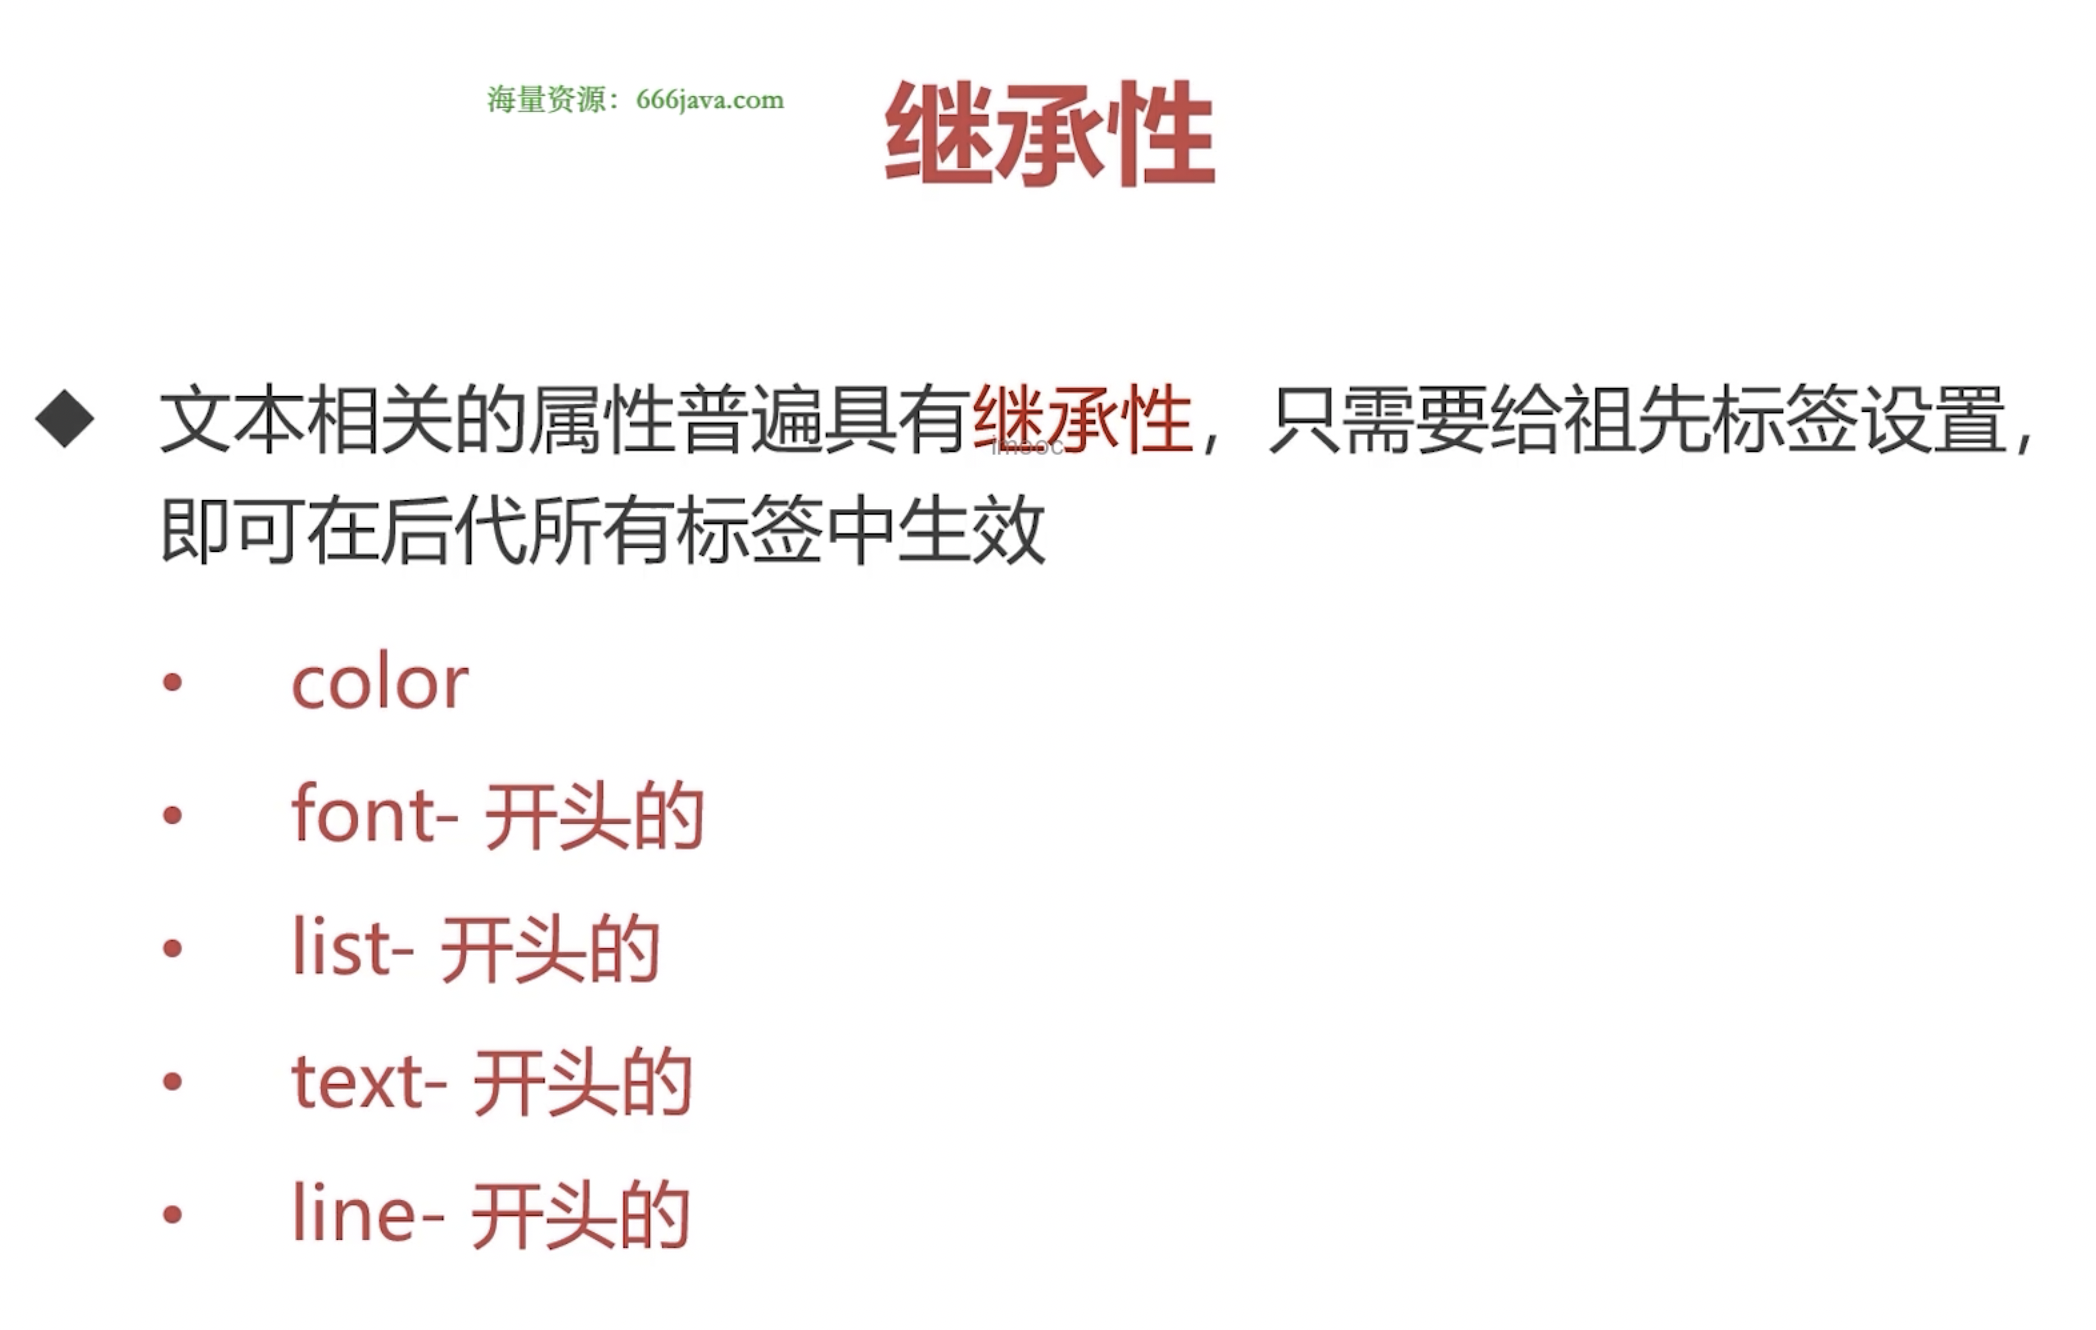 海量资源：666java.com
继承性
◆ 文本相关的属性普遍具有继承性，只需要给祖先标签设置，
即可在后代所有标签中生效
imooc
• color
• font- 开头的
• list- 开头的
• text- 开头的
• line- 开头的